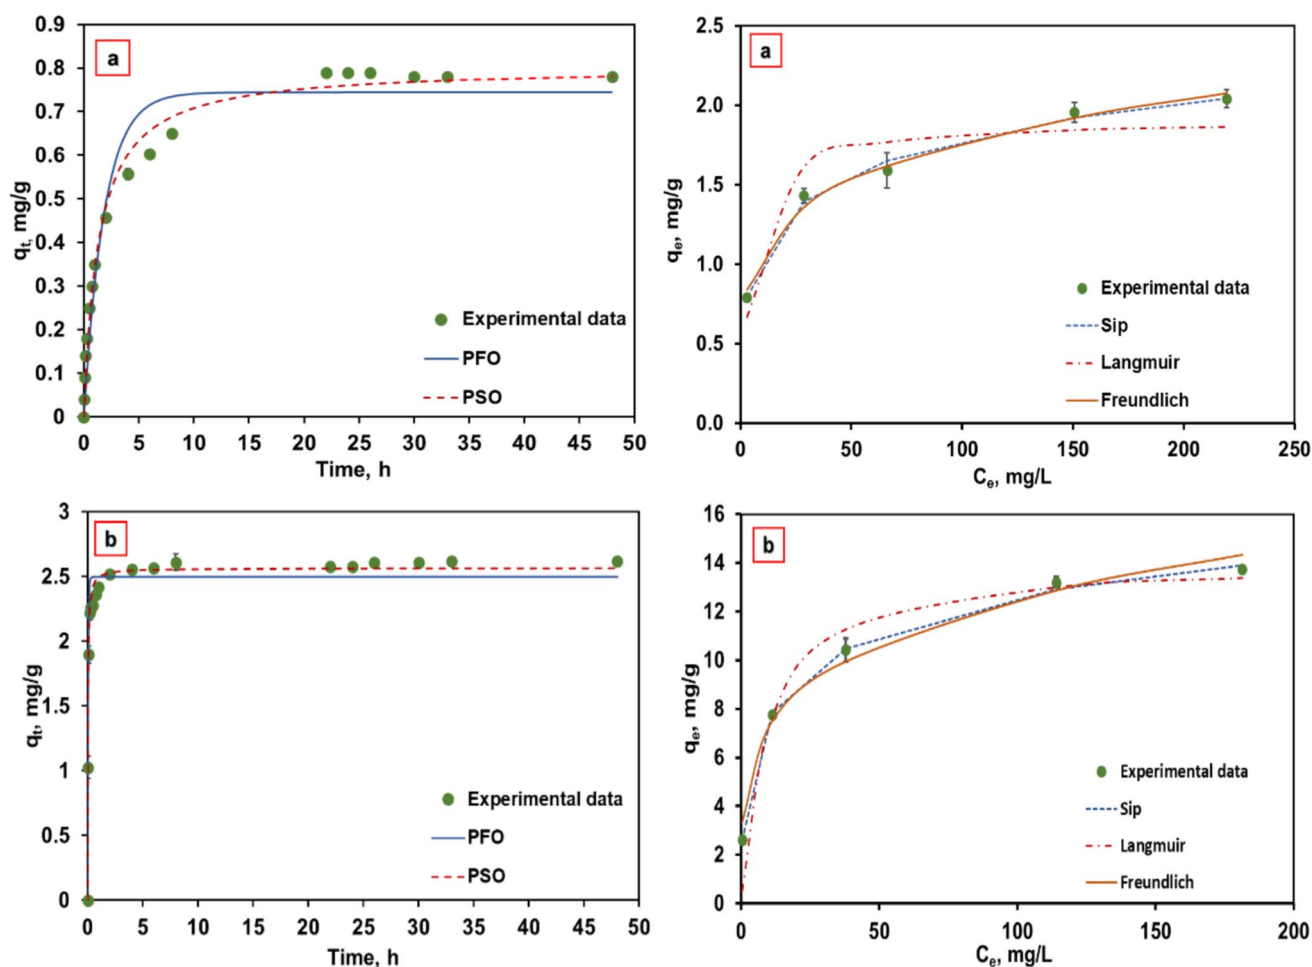 a
0.9
0.8
0.7
0.6
0.5
0.4
0.3
0.2
0.1
0
qt, mg/g
0 5 10 15 20 25 30 35 40 45 50
Time, h
Experimental data
PFO
PSO
a
2.5
2.0
1.5
1.0
0.5
0.0
qe, mg/g
0 50 100 150 200 250
Ce, mg/L
Experimental data
Sip
Langmuir
Freundlich
b
3
2.5
2
1.5
1
0.5
0
qt, mg/g
0 5 10 15 20 25 30 35 40 45 50
Time, h
Experimental data
PFO
PSO
b
16
14
12
10
8
6
4
2
0
qe, mg/g
0 50 100 150 200
Ce, mg/L
Experimental data
Sip
Langmuir
Freundlich